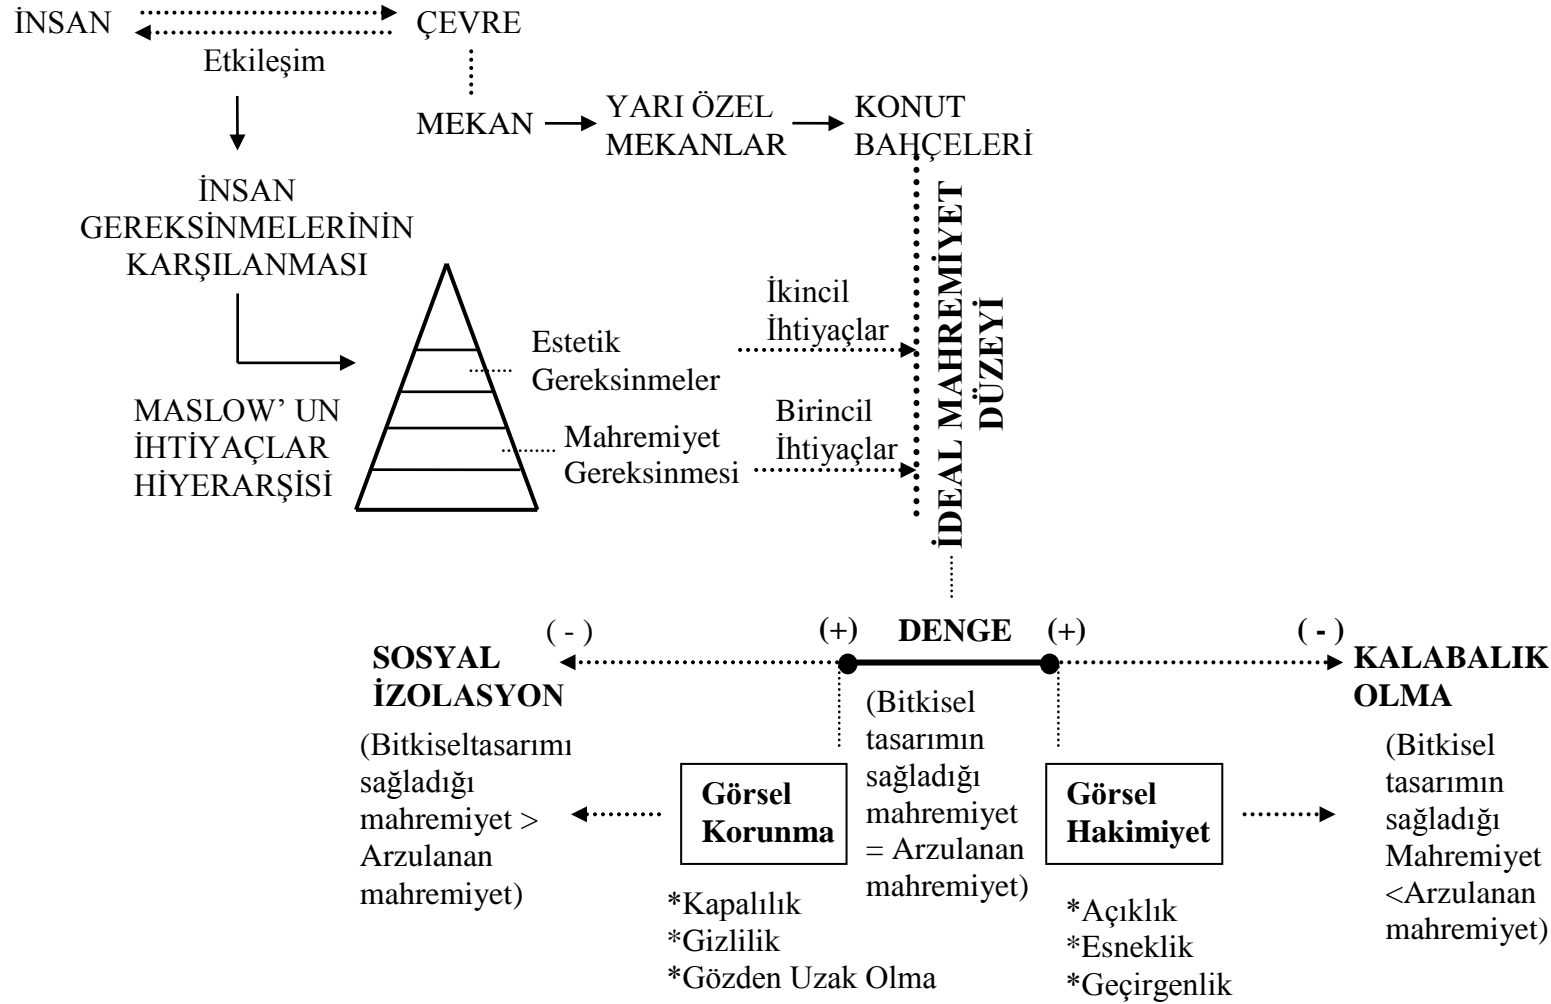 İNSAN
ÇEVRE
Etkileşim
MEKAN
YARI ÖZEL
MEKANLAR
KONUT
BAHÇELERİ
İNSAN
GEREKSİNMELERİNİN
KARŞILANMASI
MASLOW' UN
İHTİYAÇLAR
HİYERARŞİSİ
Estetik
Gereksinmeler
İkincil
İhtiyaçlar
Mahremiyet
Gereksinmesi
Birincil
İhtiyaçlar
İDEAL MAHREMİYET
DÜZEYİ
( - )
(+)
DENGE
(+)
( - )
SOSYAL
İZOLASYON
(Bitkiseltasarımı
sağladığı
mahremiyet >
Arzulanan
mahremiyet)
Görsel
Korunma
*Kapalılık
*Gizlilik
*Gözden Uzak Olma
(Bitkisel
tasarımın
sağladığı
mahremiyet
= Arzulanan
mahremiyet)
Görsel
Hakimiyet
*Açıklık
*Esneklik
*Geçirgenlik
KALABALIK
OLMA
(Bitkisel
tasarımın
sağladığı
Mahremiyet
<Arzulanan
mahremiyet)